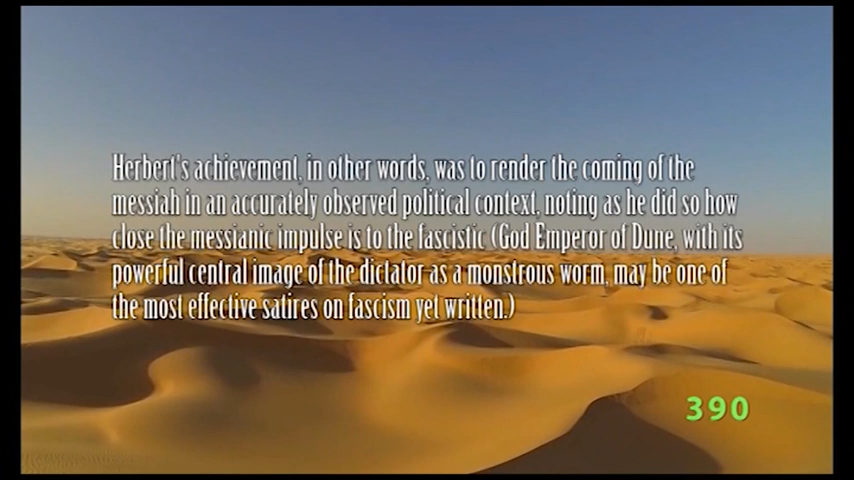 Herbert's achievement, in other words, was to render the coming of the
messiah in an accurately observed political context, noting as he did so how
close the messianic impulse is to the fascistic (God Emperor of Dune, with its
powerful central image of the dictator as a monstrous worm, may be one of
the most effective satires on fascism yet written.)
390